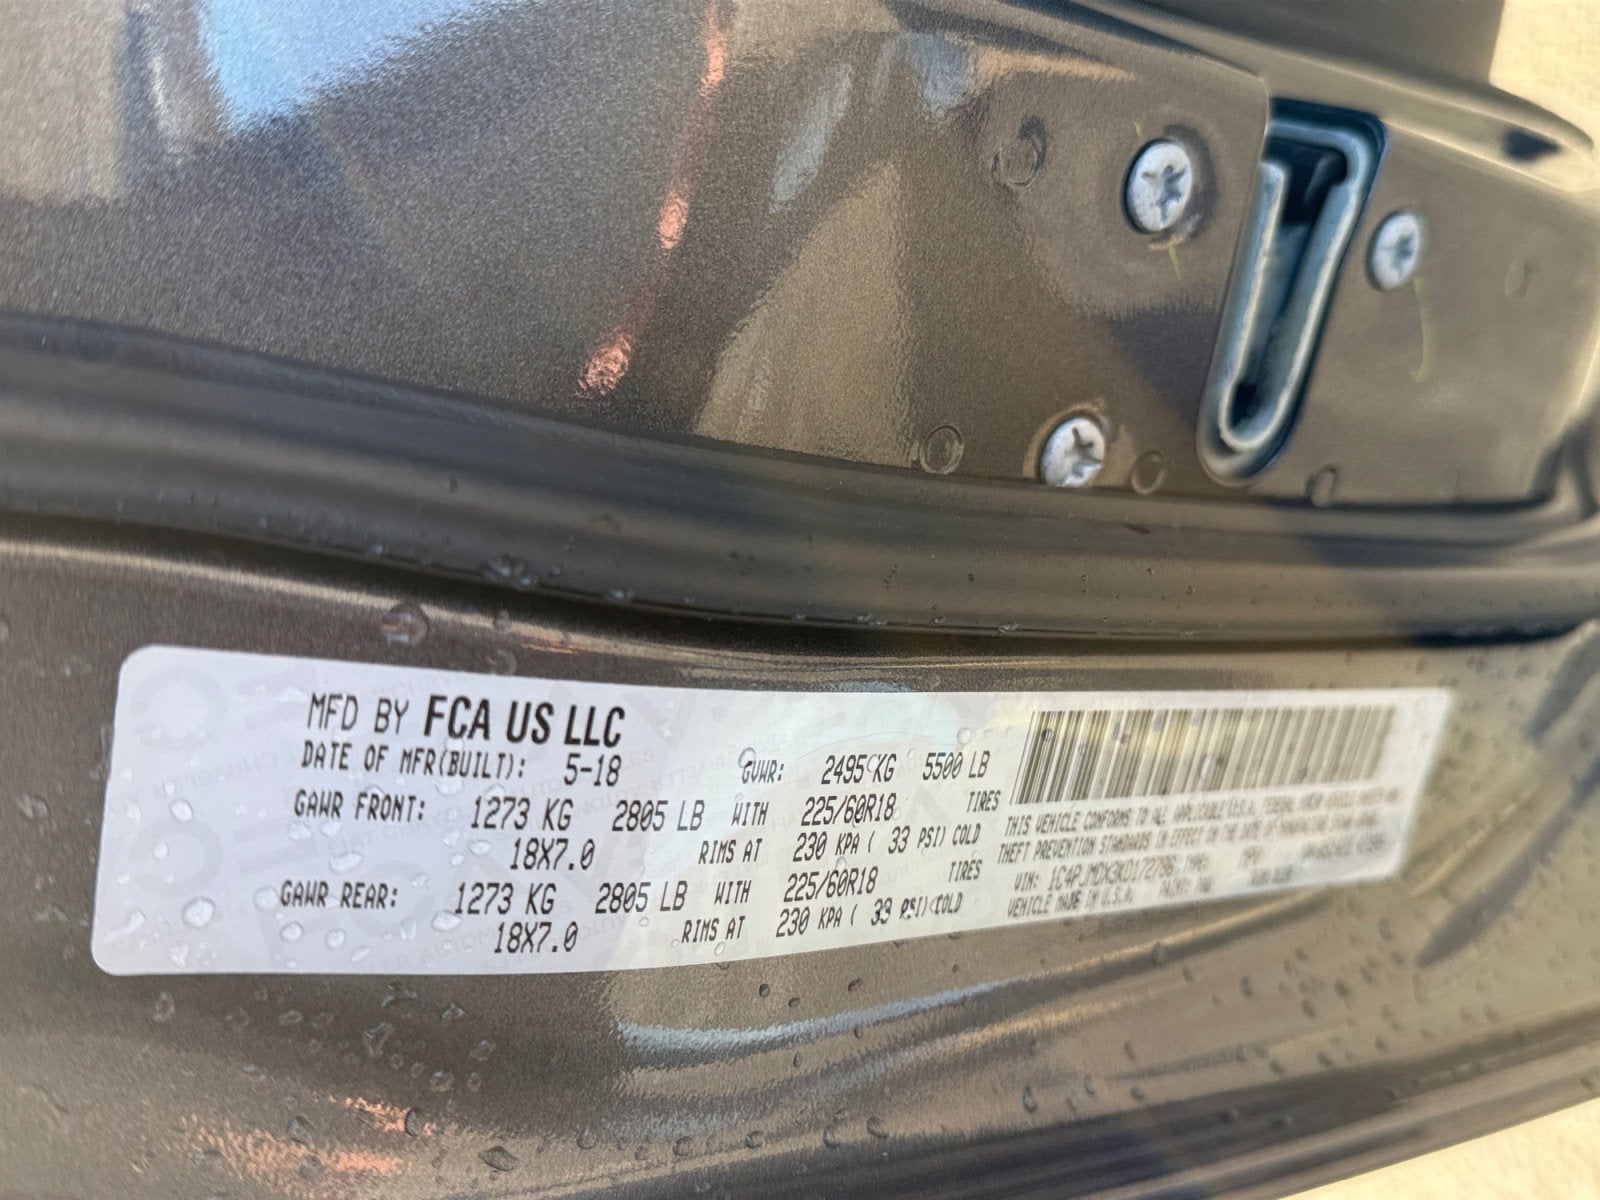 MFD BY FCA US LLC
DATE OF MFR(BUILT): 5-18 GVWR: 2495 KG 5500 LB
GAWR FRONT: 1273 KG 2805 LB WITH 225/60R18 TIRES
18X7.0 RIMS AT 230 KPA ( 33 PSI) COLD
GAWR REAR: 1273 KG 2805 LB WITH 225/60R18 TIRES
18X7.0 RIMS AT 230 KPA ( 33 PSI) COLD
THIS VEHICLE CONFORMS TO ALL APPLICABLE U.S.A. FEDERAL MOTOR VEHICLE SAFETY AND
THEFT PREVENTION STANDARDS IN EFFECT ON THE DATE OF MANUFACTURE SHOWN ABOVE.
VIN:
VEHICLE MADE IN U.S.A. PAINT: